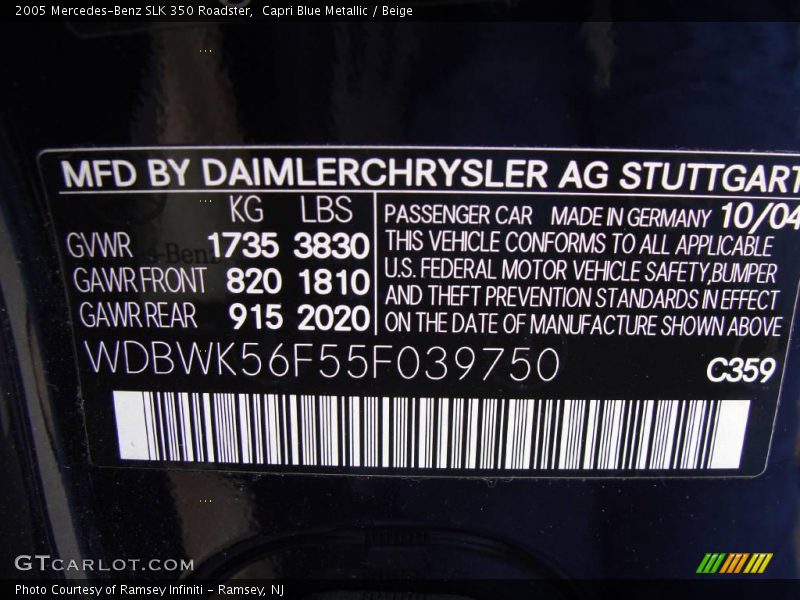 2005 Mercedes-Benz SLK 350 Roadster,  Capri Blue Metallic / Beige
MFD BY DAIMLERCHRYSLER AG STUTTGART
KG LBS
GVWR 1735 3830
GAWR FRONT 820 1810
GAWR REAR 915 2020
PASSENGER CAR MADE IN GERMANY 10/04
THIS VEHICLE CONFORMS TO ALL APPLICABLE
U.S. FEDERAL MOTOR VEHICLE SAFETY,BUMPER
AND THEFT PREVENTION STANDARDS IN EFFECT
ON THE DATE OF MANUFACTURE SHOWN ABOVE
WDBWK56F55F039750
C359
GTCARLOT.COM
Photo Courtesy of Ramsey Infiniti - Ramsey, NJ